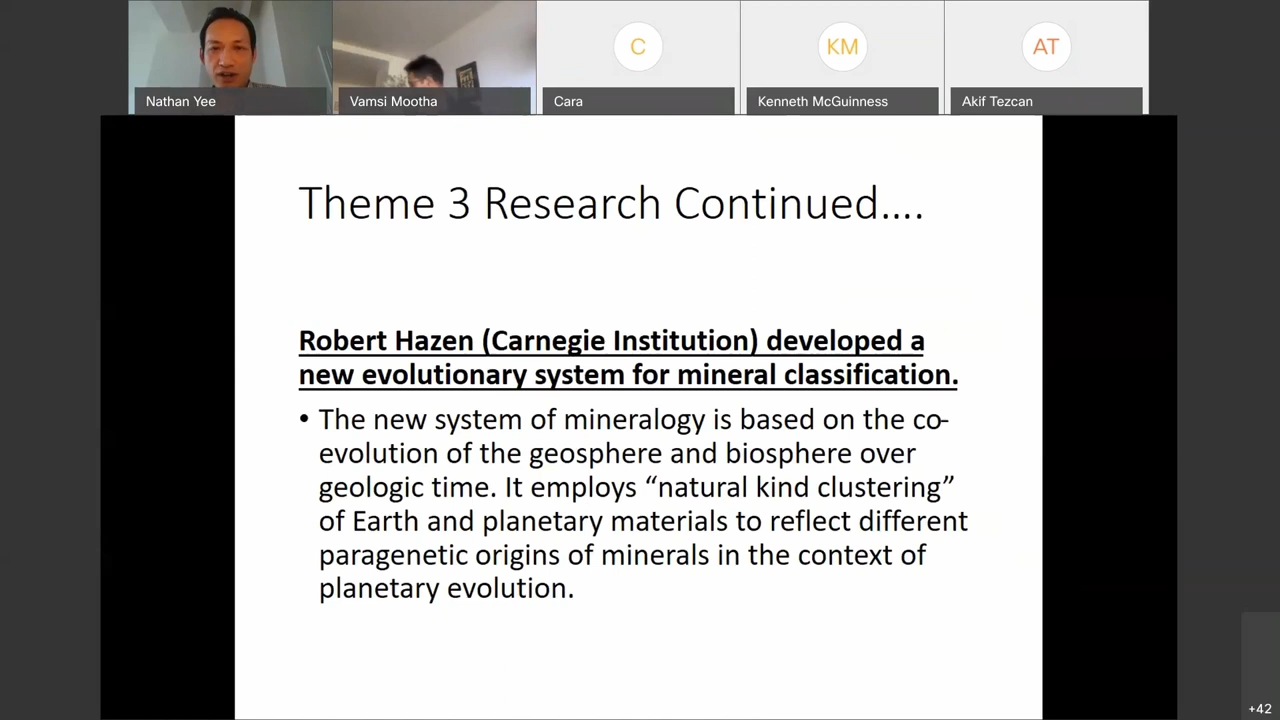 C
KM
AT
Nathan Yee
Vamsi Mootha
Cara
Kenneth McGuinness
Akif Tezcan
Theme 3 Research Continued....
Robert Hazen (Carnegie Institution) developed a
new evolutionary system for mineral classification.
• The new system of mineralogy is based on the co-
evolution of the geosphere and biosphere over
geologic time. It employs “natural kind clustering”
of Earth and planetary materials to reflect different
paragenetic origins of minerals in the context of
planetary evolution.
+42